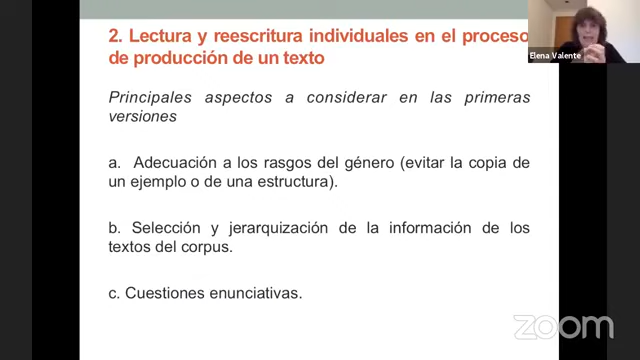 2. Lectura y reescritura individuales en el proceso
de producción de un texto
Elena Valente
Principales aspectos a considerar en las primeras
versiones
a. Adecuación a los rasgos del género (evitar la copia de
un ejemplo o de una estructura).
b. Selección y jerarquización de la información de los
textos del corpus.
c. Cuestiones enunciativas.
zoom